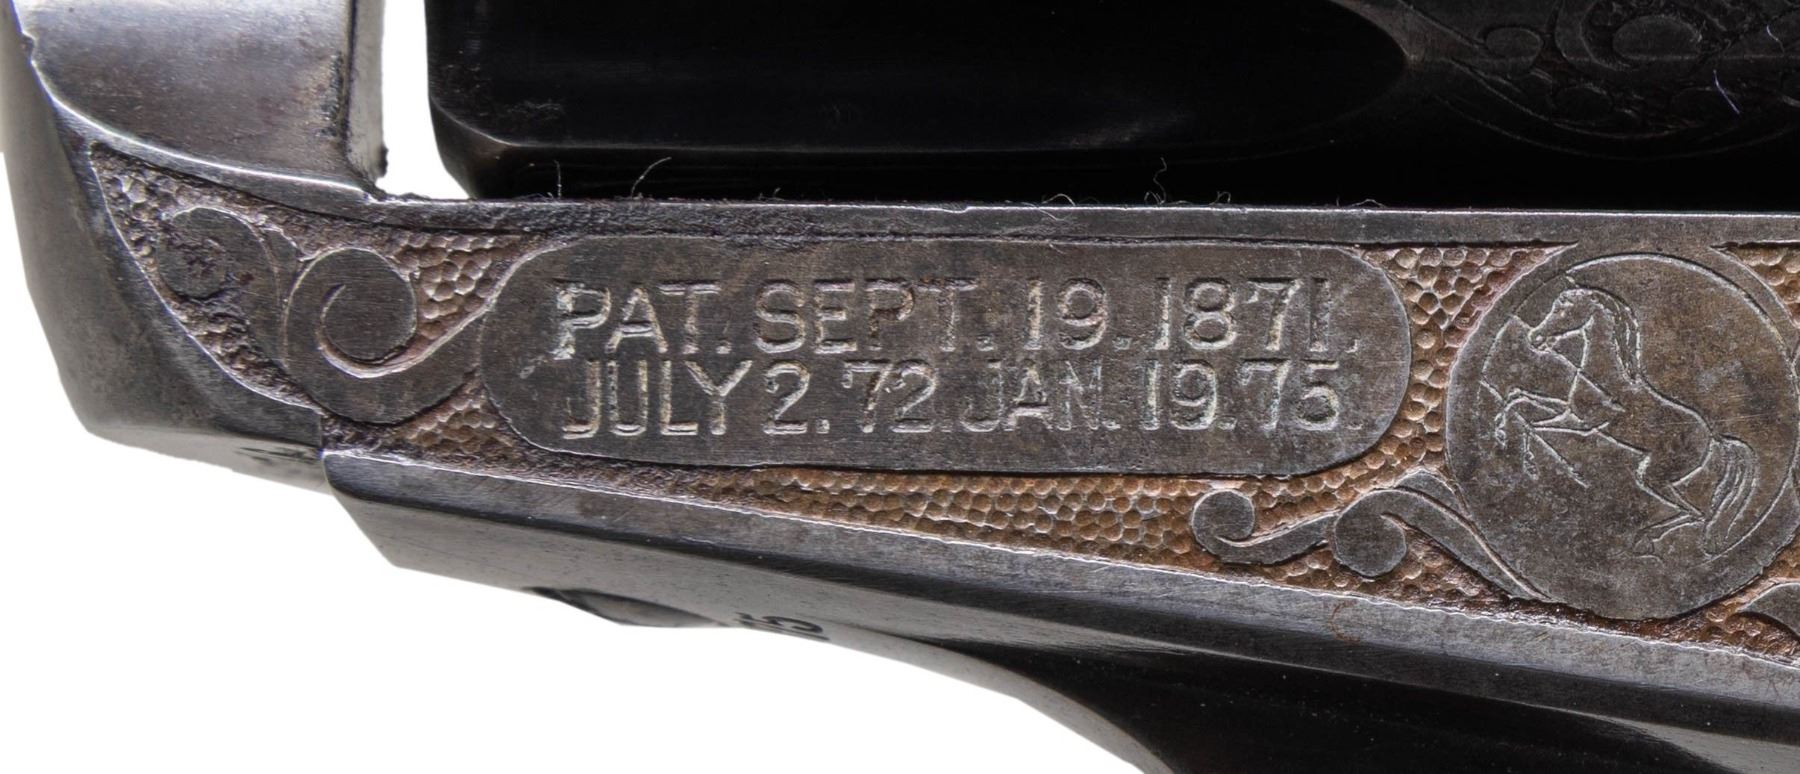 PAT. SEPT. 19. 1871.
JULY 2. 72. JAN. 19. 75.